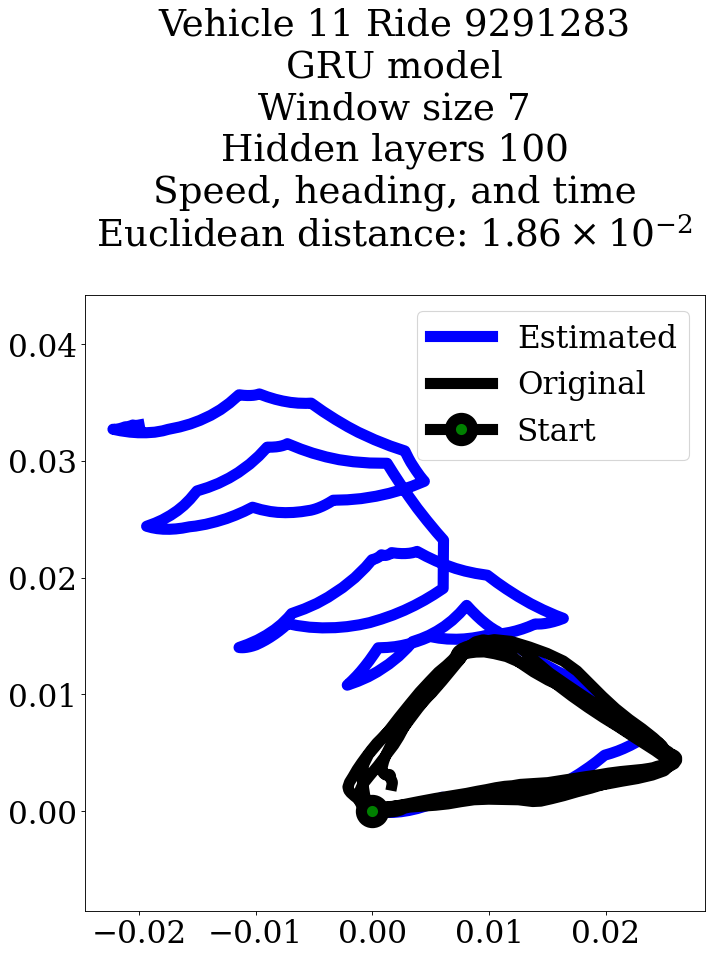 Vehicle 11 Ride 9291283
GRU model
Window size 7
Hidden layers 100
Speed, heading, and time
Euclidean distance: 1.86 × 10⁻²
Estimated
Original
Start
0.04
0.03
0.02
0.01
0.00
−0.02 −0.01 0.00 0.01 0.02